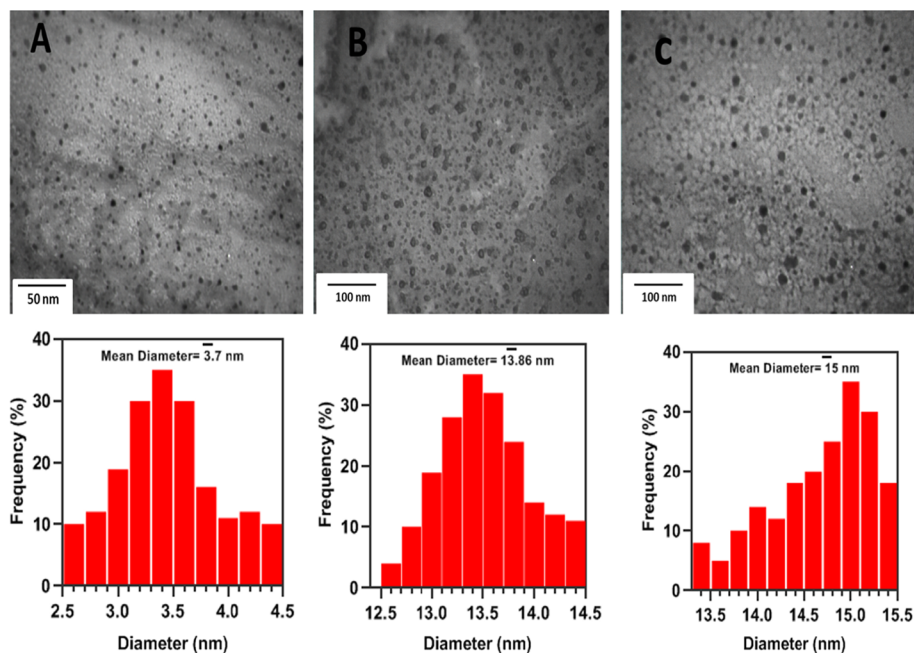 A
B
C
50 nm
100 nm
100 nm
Mean Diameter= 3.7 nm
40
30
20
10
0
Frequency (%)
2.5 3.0 3.5 4.0 4.5
Diameter (nm)
Mean Diameter= 13.86 nm
40
30
20
10
0
Frequency (%)
12.5 13.0 13.5 14.0 14.5
Diameter (nm)
Mean Diameter= 15 nm
40
30
20
10
0
Frequency (%)
13.5 14.0 14.5 15.0 15.5
Diameter (nm)